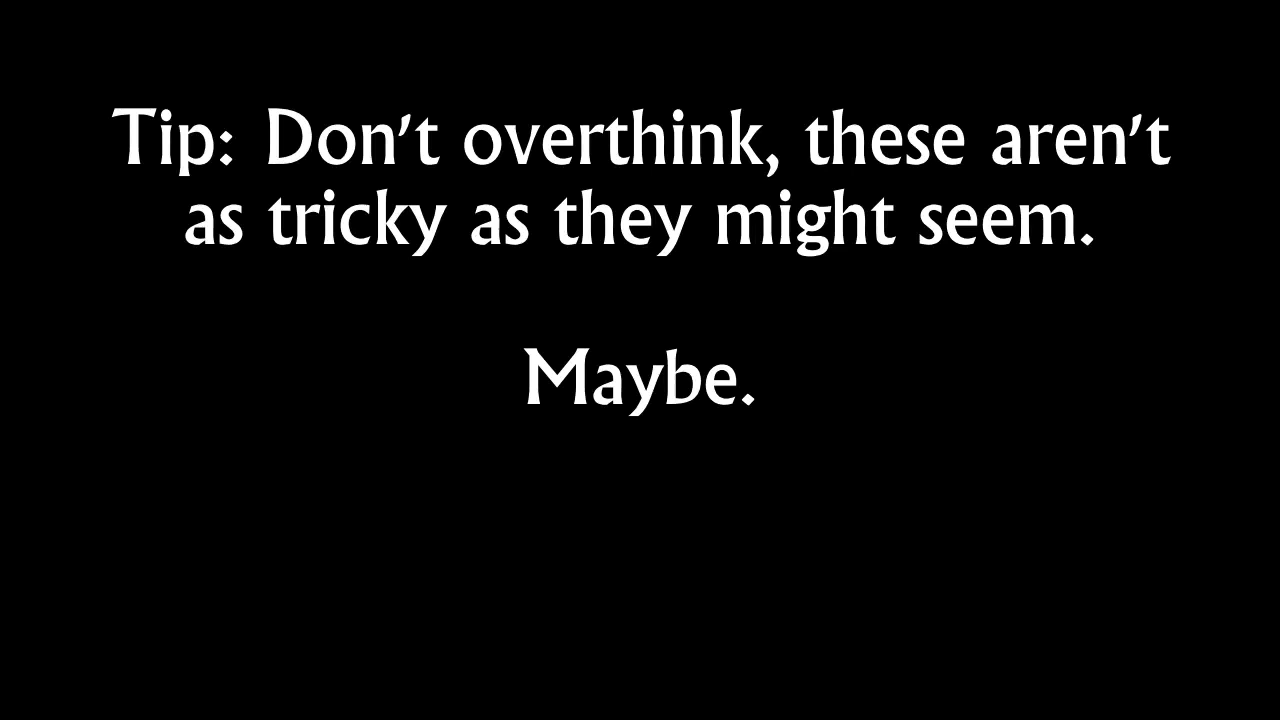 Tip: Don't overthink, these aren't
as tricky as they might seem.
Maybe.